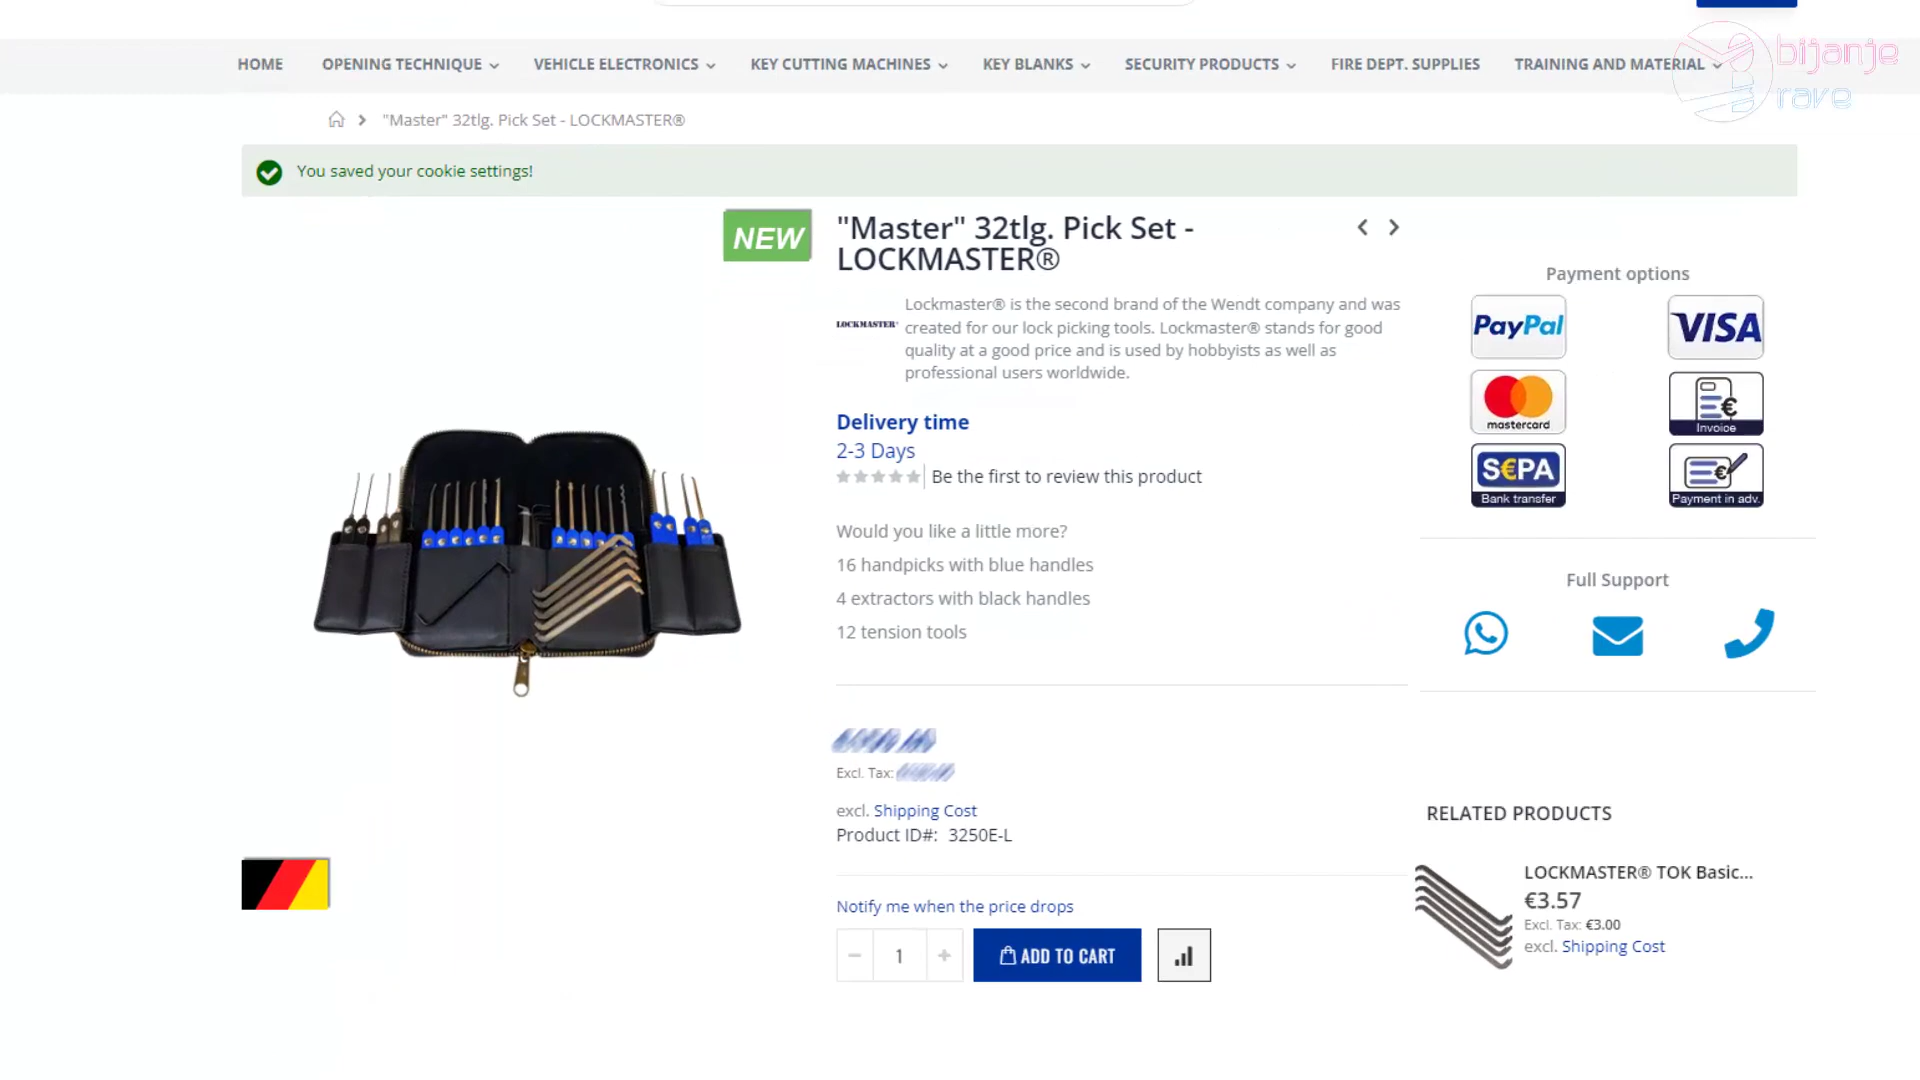 bijanje
rave
HOME OPENING TECHNIQUE VEHICLE ELECTRONICS KEY CUTTING MACHINES KEY BLANKS SECURITY PRODUCTS FIRE DEPT. SUPPLIES TRAINING AND MATERIAL
"Master" 32tlg. Pick Set - LOCKMASTER®
You saved your cookie settings!
NEW
"Master" 32tlg. Pick Set -
LOCKMASTER®
LOCKMASTER®
Lockmaster® is the second brand of the Wendt company and was
created for our lock picking tools. Lockmaster® stands for good
quality at a good price and is used by hobbyists as well as
professional users worldwide.
Delivery time
2-3 Days
Be the first to review this product
Would you like a little more?
16 handpicks with blue handles
4 extractors with black handles
12 tension tools
Excl. Tax:
excl. Shipping Cost
Product ID#: 3250E-L
Notify me when the price drops
1
ADD TO CART
Payment options
PayPal
VISA
mastercard
Invoice
S€PA
Bank transfer
Payment in adv.
Full Support
RELATED PRODUCTS
LOCKMASTER® TOK Basic...
€3.57
Excl. Tax: €3.00
excl. Shipping Cost